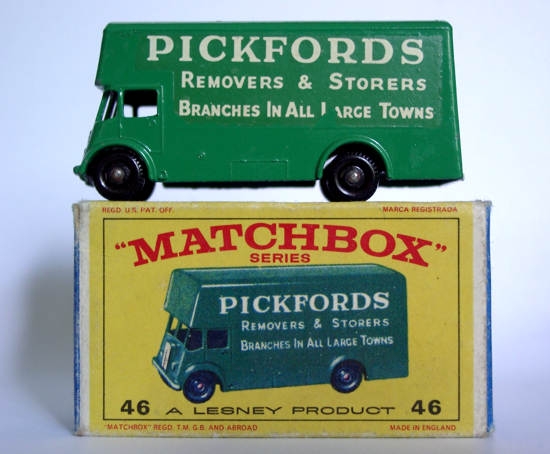 PICKFORDS
REMOVERS & STORERS
BRANCHES IN ALL LARGE TOWNS
REGD. U.S. PAT. OFF. MARCA REGISTRADA
"MATCHBOX"
SERIES
PICKFORDS
REMOVERS & STORERS
BRANCHES IN ALL LARGE TOWNS
46 A LESNEY PRODUCT 46
"MATCHBOX" REGD. T.M. G.B. AND ABROAD MADE IN ENGLAND